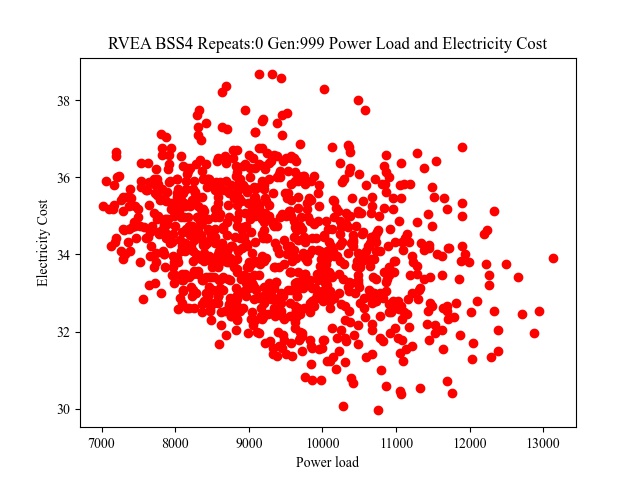 RVEA BSS4 Repeats:0 Gen:999 Power Load and Electricity Cost
38
36
34
32
30
Electricity Cost
7000 8000 9000 10000 11000 12000 13000
Power load